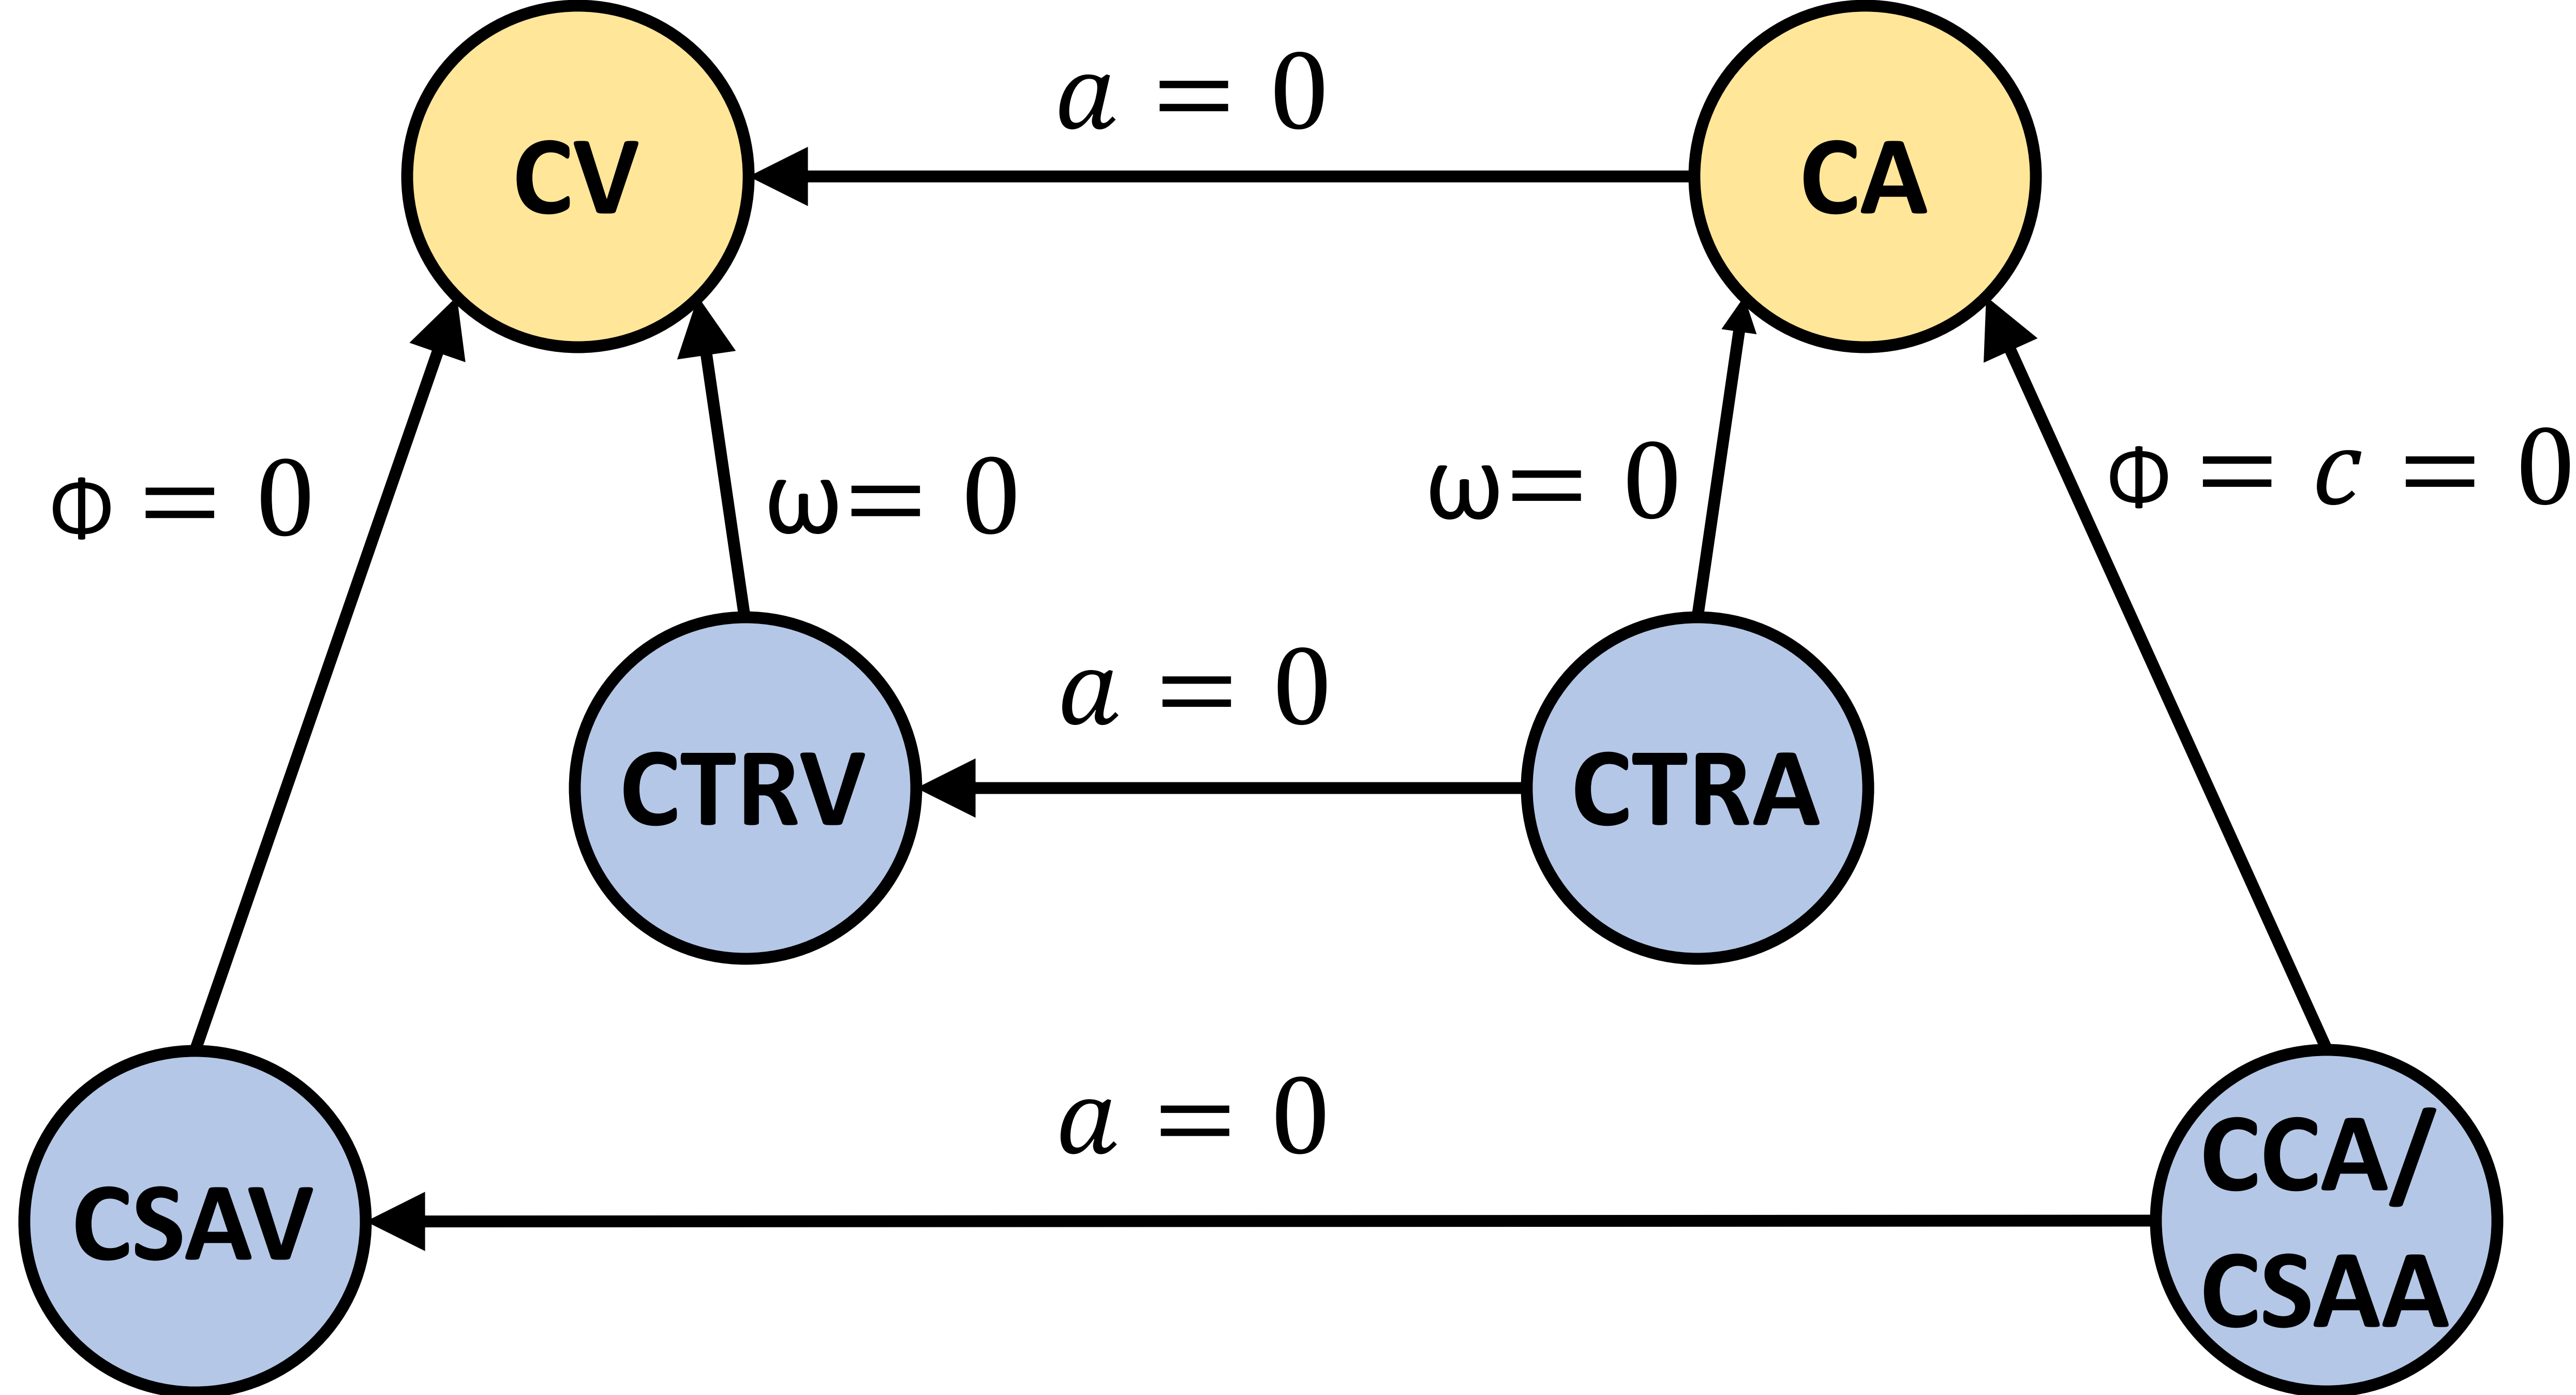 a = 0
CV
CA
Φ = 0
ω= 0
ω= 0
Φ = c = 0
a = 0
CTRV
CTRA
a = 0
CSAV
CCA/
CSAA